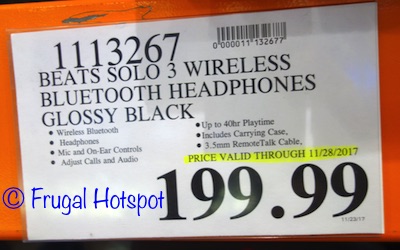 1113267
0000011132677
BEATS SOLO 3 WIRELESS
BLUETOOTH HEADPHONES
GLOSSY BLACK
• Wireless Bluetooth
Headphones
• Mic and On-Ear Controls
• Adjust Calls and Audio
• Up to 40hr Playtime
• Includes Carrying Case,
• 3.5mm RemoteTalk Cable,
PRICE VALID THROUGH 11/28/2017
199.99
11/23/17
© Frugal Hotspot